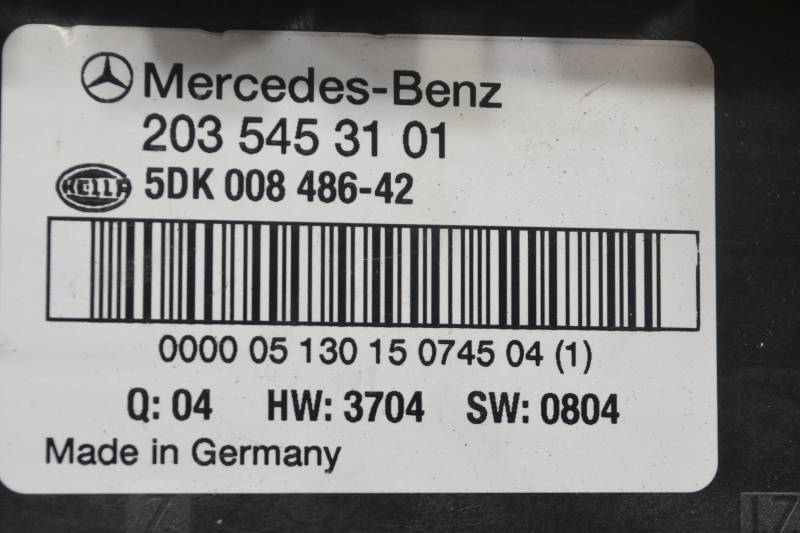 Mercedes-Benz
203 545 31 01
HELLA 5DK 008 486-42
0000 05 130 15 0745 04 (1)
Q: 04 HW: 3704 SW: 0804
Made in Germany
17